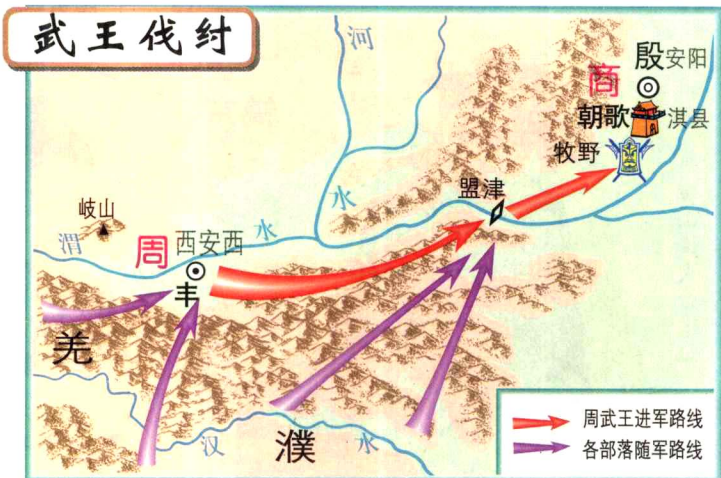 武王伐纣
河
殷 安阳
商
朝歌 淇县
牧野
盟津
水
岐山
渭
水
周
西安西
丰
羌
汉
濮
水
周武王进军路线
各部落随军路线